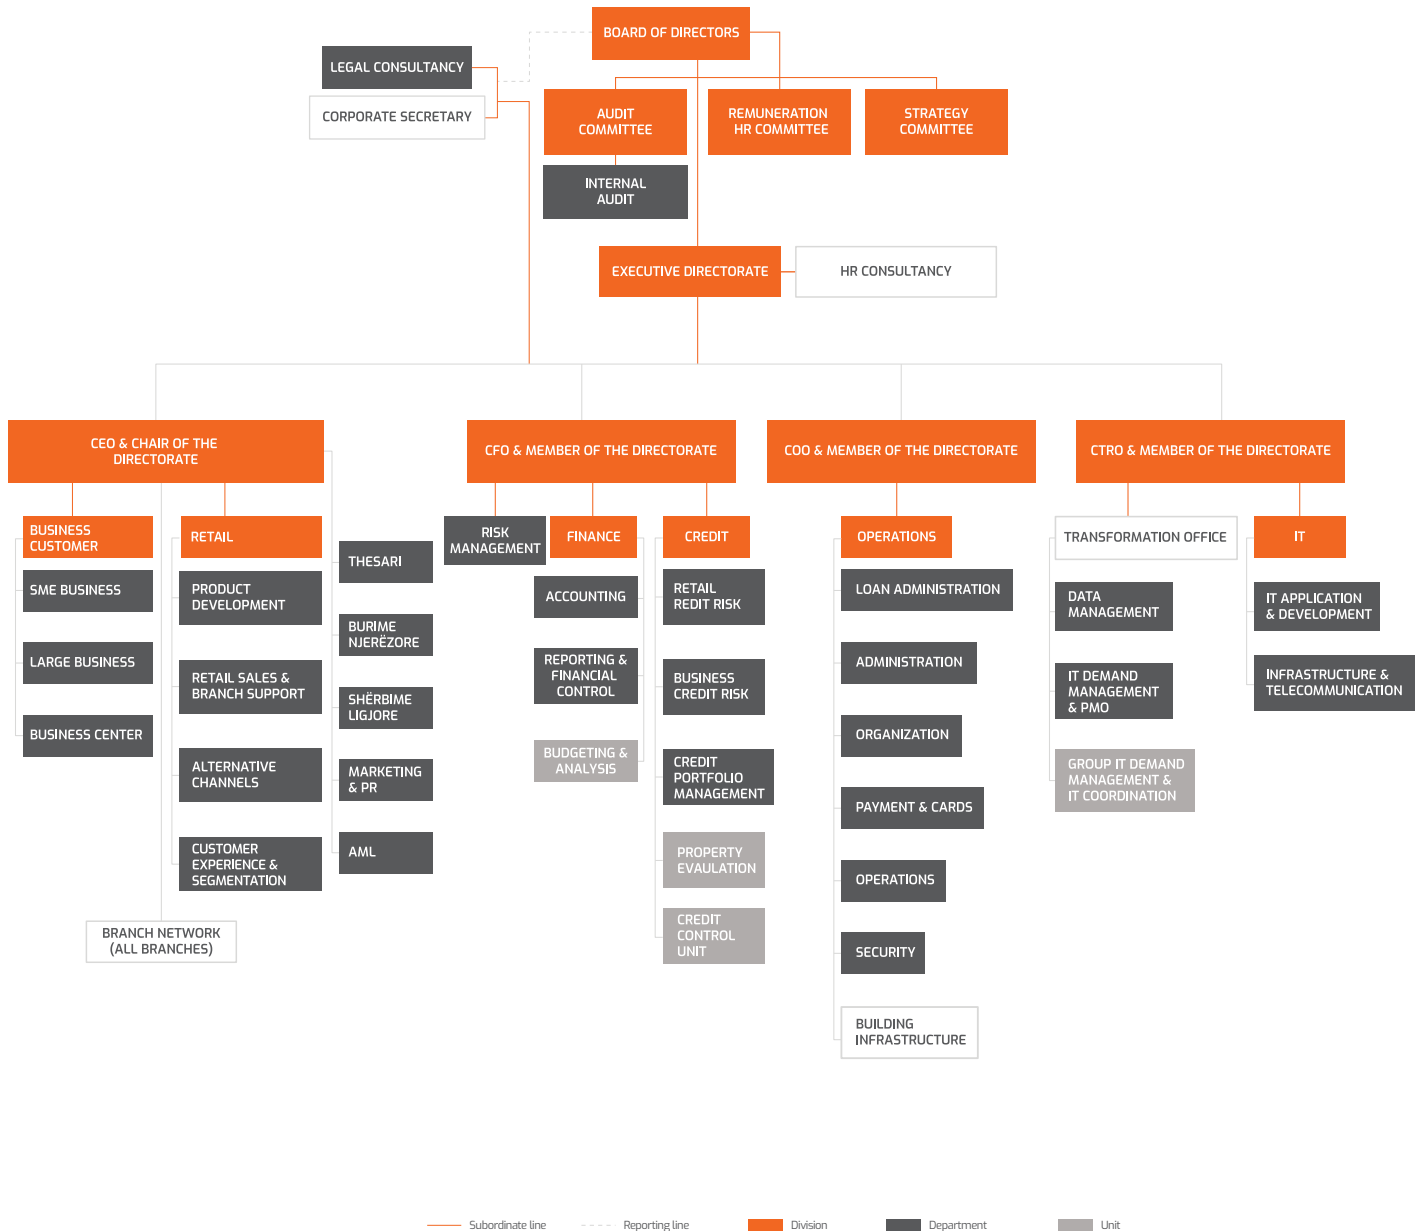 BOARD OF DIRECTORS
LEGAL CONSULTANCY
CORPORATE SECRETARY
AUDIT
COMMITTEE
REMUNERATION
HR COMMITTEE
STRATEGY
COMMITTEE
INTERNAL
AUDIT
EXECUTIVE DIRECTORATE
HR CONSULTANCY
CEO & CHAIR OF THE
DIRECTORATE
CFO & MEMBER OF THE DIRECTORATE
COO & MEMBER OF THE DIRECTORATE
CTRO & MEMBER OF THE DIRECTORATE
BUSINESS
CUSTOMER
SME BUSINESS
LARGE BUSINESS
BUSINESS CENTER
RETAIL
PRODUCT
DEVELOPMENT
RETAIL SALES &
BRANCH SUPPORT
ALTERNATIVE
CHANNELS
CUSTOMER
EXPERIENCE &
SEGMENTATION
THESARI
BURIME
NJERËZORE
SHËRBIME
LIGJORE
MARKETING
& PR
AML
BRANCH NETWORK
(ALL BRANCHES)
RISK
MANAGEMENT
FINANCE
ACCOUNTING
REPORTING &
FINANCIAL
CONTROL
BUDGETING &
ANALYSIS
CREDIT
RETAIL
REDIT RISK
BUSINESS
CREDIT RISK
CREDIT
PORTFOLIO
MANAGEMENT
PROPERTY
EVAULATION
CREDIT
CONTROL
UNIT
OPERATIONS
LOAN ADMINISTRATION
ADMINISTRATION
ORGANIZATION
PAYMENT & CARDS
OPERATIONS
SECURITY
BUILDING
INFRASTRUCTURE
TRANSFORMATION OFFICE
DATA
MANAGEMENT
IT DEMAND
MANAGEMENT
& PMO
GROUP IT DEMAND
MANAGEMENT &
IT COORDINATION
IT
IT APPLICATION
& DEVELOPMENT
INFRASTRUCTURE &
TELECOMMUNICATION
Subordinate line
Reporting line
Division
Department
Unit